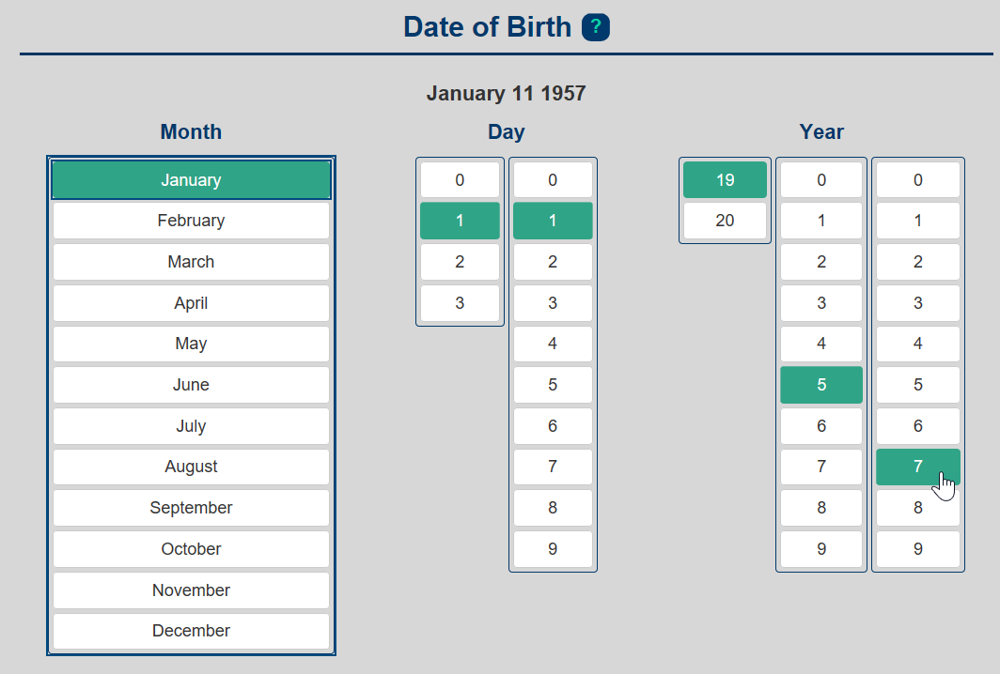 Date of Birth ?
January 11 1957
Month
January
February
March
April
May
June
July
August
September
October
November
December
Day
0
1
2
3
0
1
2
3
4
5
6
7
8
9
Year
19
20
0
1
2
3
4
5
6
7
8
9
0
1
2
3
4
5
6
7
8
9